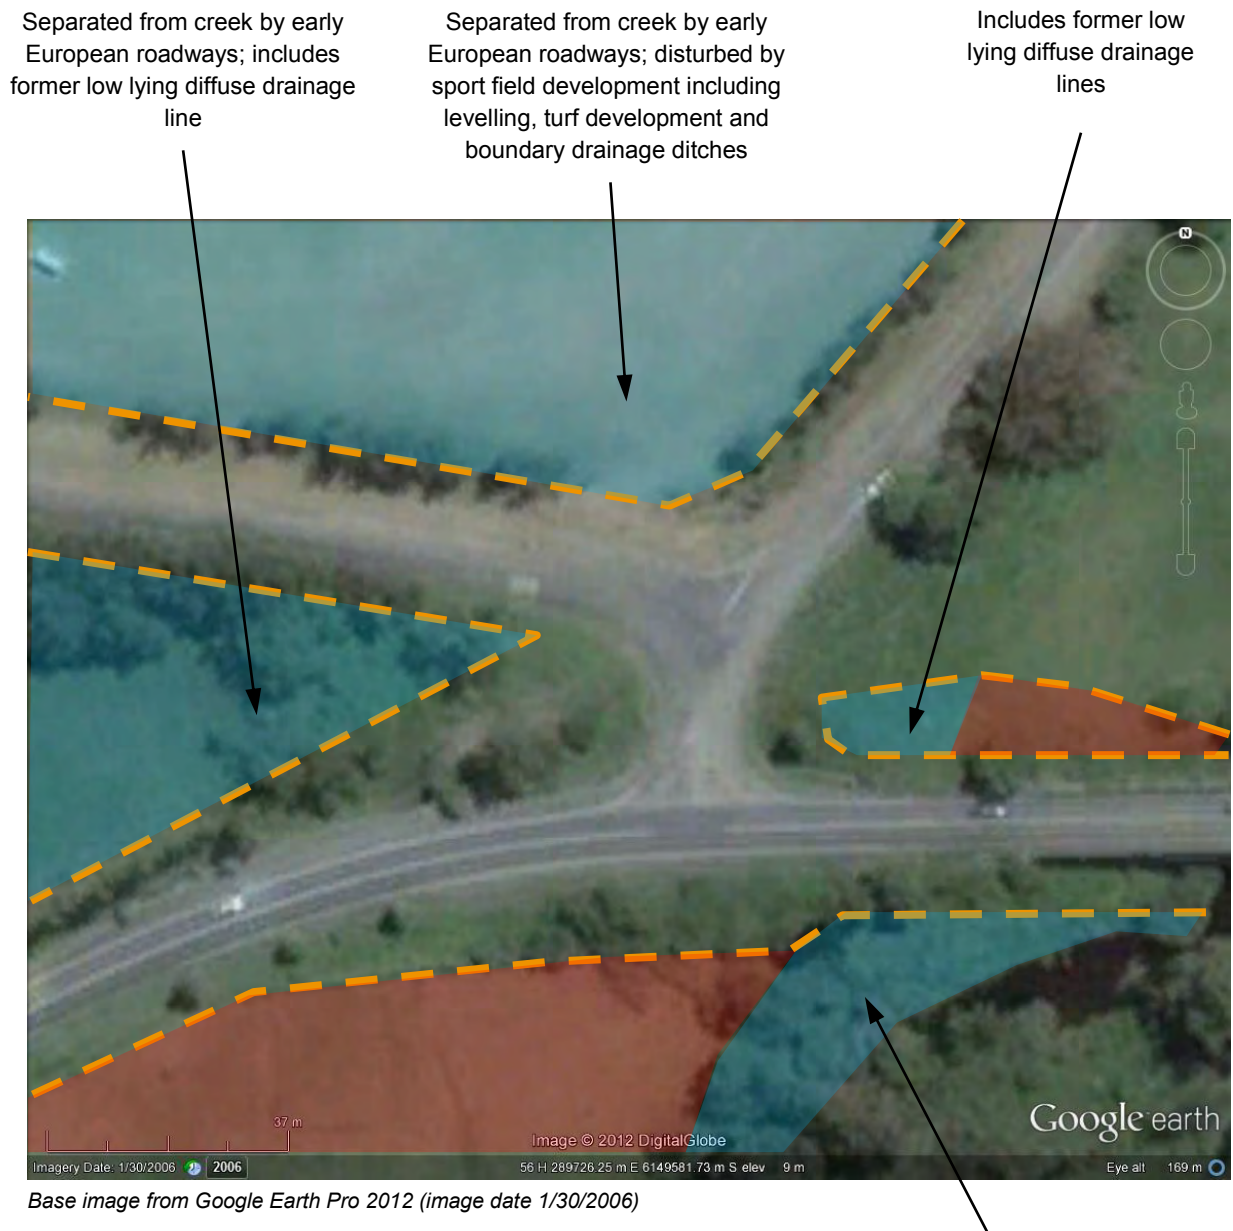 Separated from creek by early
European roadways; includes
former low lying diffuse drainage
line
Separated from creek by early
European roadways; disturbed by
sport field development including
levelling, turf development and
boundary drainage ditches
Includes former low
lying diffuse drainage
lines
N
37 m
Image © 2012 DigitalGlobe
Google earth
Imagery Date: 1/30/2006
2006
56 H 289726.25 m E 6149581.73 m S elev 9 m
Eye alt 169 m
Base image from Google Earth Pro 2012 (image date 1/30/2006)